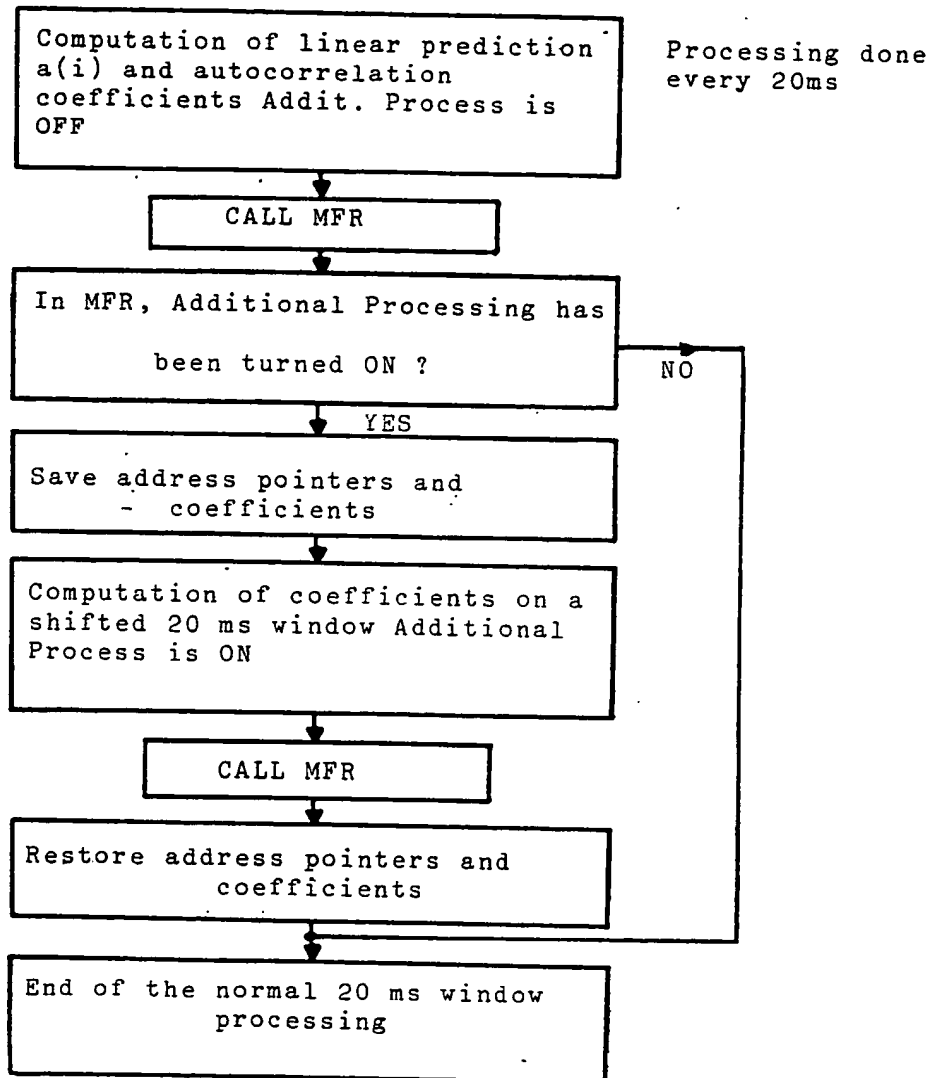 Computation of linear prediction
a(i) and autocorrelation
coefficients Addit. Process is
OFF
Processing done
every 20ms
CALL MFR
In MFR, Additional Processing has
been turned ON ?
NO
YES
Save address pointers and
- coefficients
Computation of coefficients on a
shifted 20 ms window Additional
Process is ON
CALL MFR
Restore address pointers and
coefficients
End of the normal 20 ms window
processing